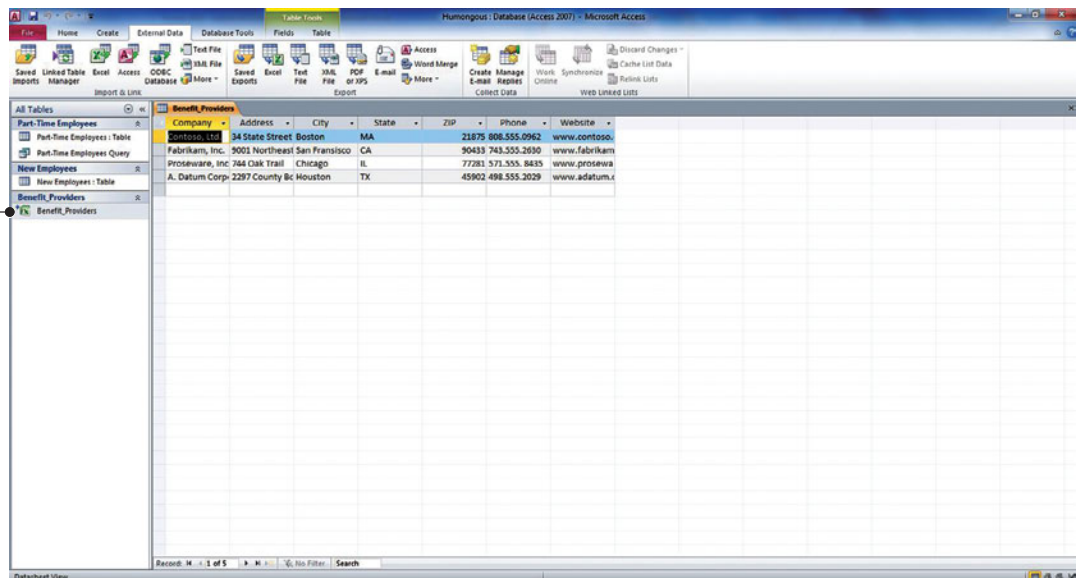 Table Tools
Humongous : Database (Access 2007) - Microsoft Access
File Home Create External Data Database Tools Fields Table
Saved Imports
Linked Table Manager
Excel
Access
ODBC Database
Text File
XML File
More
Import & Link
Saved Exports
Excel
Text File
XML File
PDF or XPS
E-mail
Access
Word Merge
More
Export
Create E-mail
Manage Replies
Collect Data
Work Online
Synchronize
Discard Changes
Cache List Data
Relink Lists
Web Linked Lists
All Tables
Part-Time Employees
Part-Time Employees : Table
Part-Time Employees Query
New Employees
New Employees : Table
Benefit_Providers
Benefit_Providers
Benefit_Providers
Company Address City State ZIP Phone Website
Contoso, Ltd. 34 State Street Boston MA 21875 808.555.0962 www.contoso.
Fabrikam, Inc. 9001 Northeast San Fransisco CA 90433 743.555.2630 www.fabrikam
Proseware, Inc 744 Oak Trail Chicago IL 77281 571.555. 8435 www.prosewa
A. Datum Corp 2297 County Bc Houston TX 45902 498.555.2029 www.adatum.c
Record: 1 of 5 No Filter Search
Datasheet View